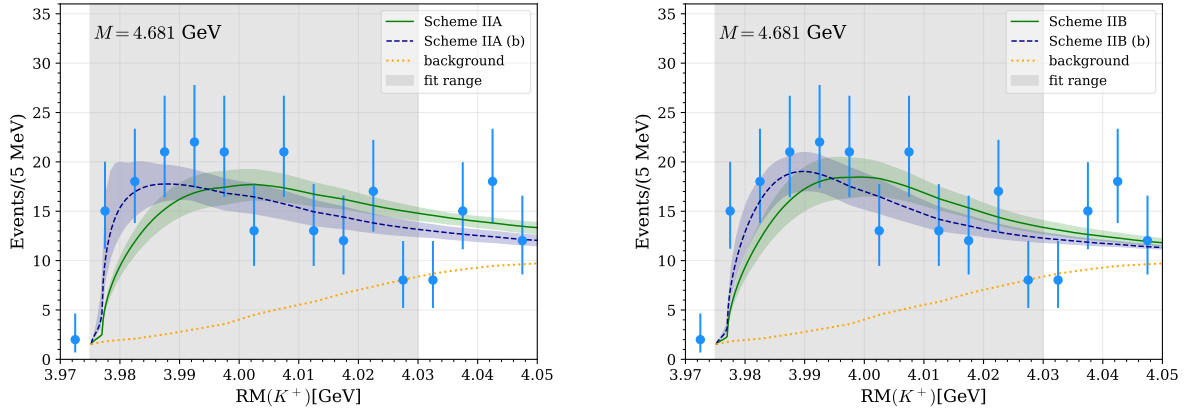 M = 4.681 GeV
Scheme IIA
Scheme IIA (b)
background
fit range
Events/(5 MeV)
35
30
25
20
15
10
5
0
3.97 3.98 3.99 4.00 4.01 4.02 4.03 4.04 4.05
RM(K⁺)[GeV]
M = 4.681 GeV
Scheme IIB
Scheme IIB (b)
background
fit range
Events/(5 MeV)
35
30
25
20
15
10
5
0
3.97 3.98 3.99 4.00 4.01 4.02 4.03 4.04 4.05
RM(K⁺)[GeV]